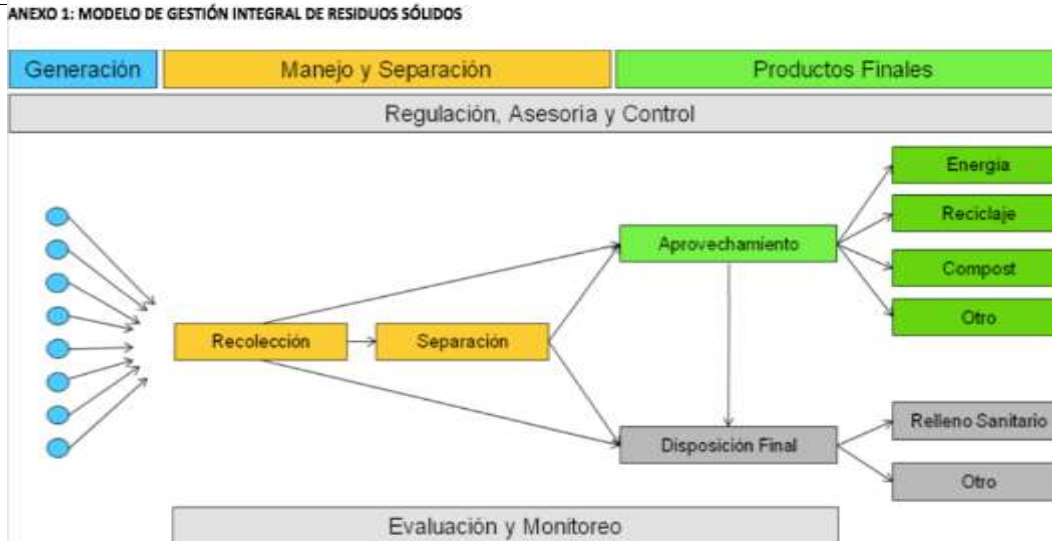 ANEXO 1: MODELO DE GESTIÓN INTEGRAL DE RESIDUOS SÓLIDOS
Generación
Manejo y Separación
Productos Finales
Regulación, Asesoría y Control
Energía
Reciclaje
Aprovechamiento
Compost
Otro
Recolección
Separación
Relleno Sanitario
Disposición Final
Otro
Evaluación y Monitoreo